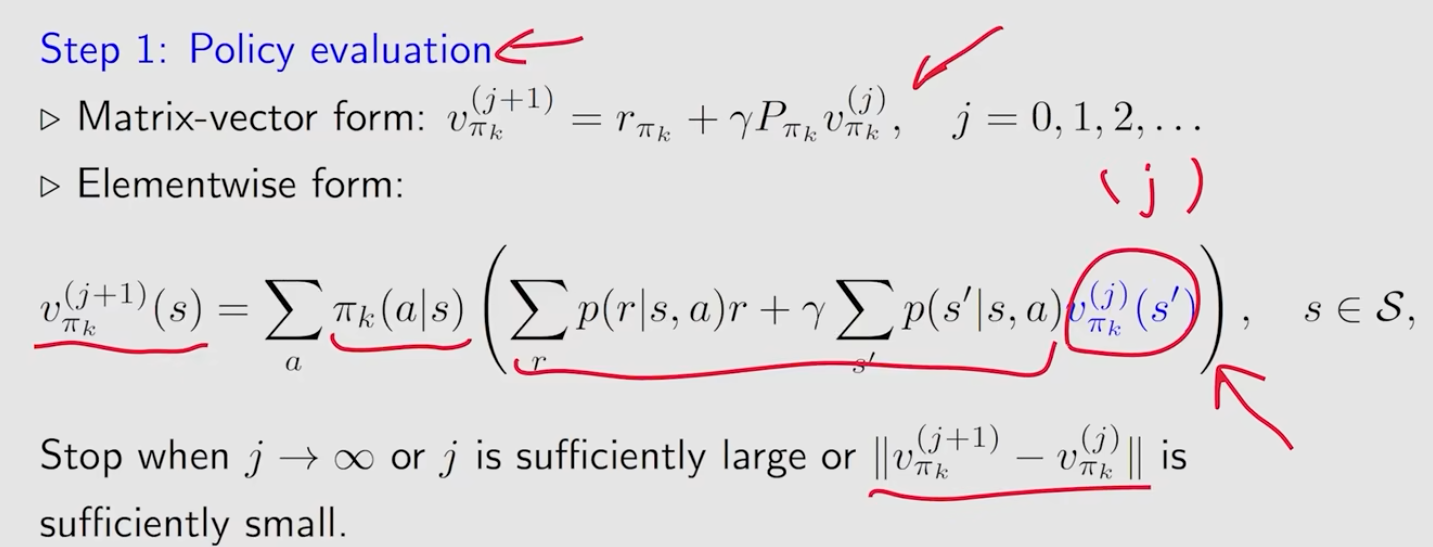 Step 1: Policy evaluation
▷ Matrix-vector form: $v_{\pi_k}^{(j+1)} = r_{\pi_k} + \gamma P_{\pi_k} v_{\pi_k}^{(j)}, \quad j = 0, 1, 2, \ldots$
▷ Elementwise form:
(j)
$v_{\pi_k}^{(j+1)}(s) = \sum_a \pi_k(a|s) \left( \sum_r p(r|s,a)r + \gamma \sum_{s'} p(s'|s,a) v_{\pi_k}^{(j)}(s') \right), \quad s \in \mathcal{S},$
Stop when $j \to \infty$ or $j$ is sufficiently large or $\|v_{\pi_k}^{(j+1)} - v_{\pi_k}^{(j)}\|$ is
sufficiently small.